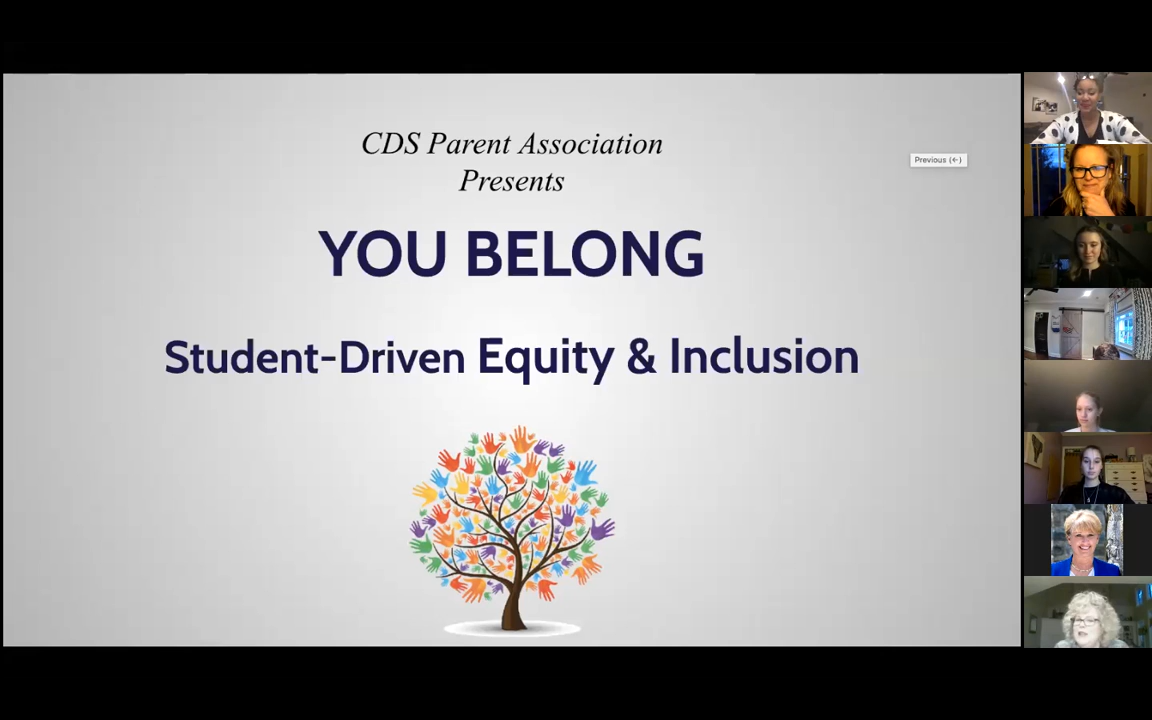 CDS Parent Association
Presents
Previous (←)
YOU BELONG
Student-Driven Equity & Inclusion